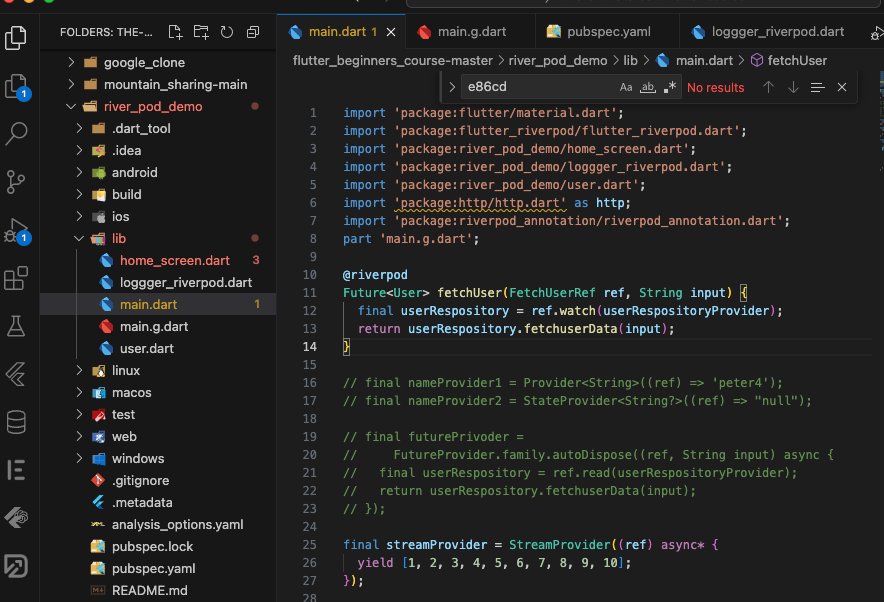 FOLDERS: THE-...
main.dart 1
main.g.dart
pubspec.yaml
loggger_riverpod.dart
flutter_beginners_course-master > river_pod_demo > lib > main.dart > fetchUser
e86cd
Aa
ab
.*
No results
1
1
google_clone
mountain_sharing-main
river_pod_demo
.dart_tool
.idea
android
build
ios
lib
home_screen.dart 3
loggger_riverpod.dart
main.dart 1
main.g.dart
user.dart
linux
macos
test
web
windows
.gitignore
.metadata
analysis_options.yaml
pubspec.lock
pubspec.yaml
README.md
1 import 'package:flutter/material.dart';
2 import 'package:flutter_riverpod/flutter_riverpod.dart';
3 import 'package:river_pod_demo/home_screen.dart';
4 import 'package:river_pod_demo/loggger_riverpod.dart';
5 import 'package:river_pod_demo/user.dart';
6 import 'package:http/http.dart' as http;
7 import 'package:riverpod_annotation/riverpod_annotation.dart';
8 part 'main.g.dart';
9
10 @riverpod
11 Future<User> fetchUser(FetchUserRef ref, String input) {
12 final userRespository = ref.watch(userRespositoryProvider);
13 return userRespository.fetchuserData(input);
14 }
15
16 // final nameProvider1 = Provider<String>((ref) => 'peter4');
17 // final nameProvider2 = StateProvider<String?>((ref) => "null");
18
19 // final futurePrivoder =
20 // FutureProvider.family.autoDispose((ref, String input) async {
21 // final userRespository = ref.read(userRespositoryProvider);
22 // return userRespository.fetchuserData(input);
23 // });
24
25 final streamProvider = StreamProvider((ref) async* {
26 yield [1, 2, 3, 4, 5, 6, 7, 8, 9, 10];
27 });
28